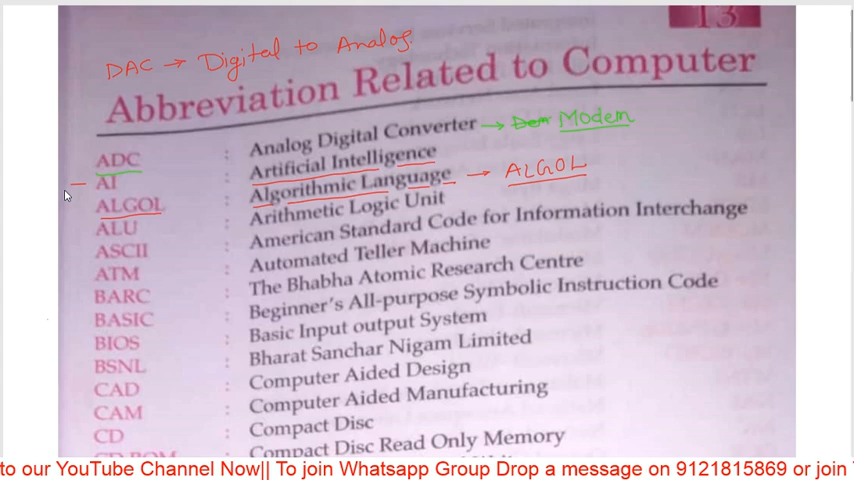 13
DAC → Digital to Analog
Abbreviation Related to Computer
ADC : Analog Digital Converter → Modem
AI : Artificial Intelligence
ALGOL : Algorithmic Language → ALGOL
ALU : Arithmetic Logic Unit
ASCII : American Standard Code for Information Interchange
ATM : Automated Teller Machine
BARC : The Bhabha Atomic Research Centre
BASIC : Beginner's All-purpose Symbolic Instruction Code
BIOS : Basic Input output System
BSNL : Bharat Sanchar Nigam Limited
CAD : Computer Aided Design
CAM : Computer Aided Manufacturing
CD : Compact Disc
CD ROM : Compact Disc Read Only Memory
to our YouTube Channel Now|| To join Whatsapp Group Drop a message on 9121815869 or join